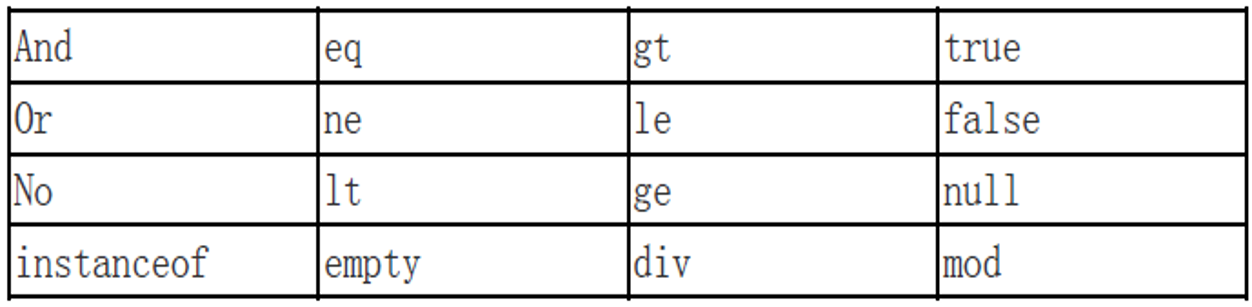 And eq gt true
Or ne le false
No lt ge null
instanceof empty div mod